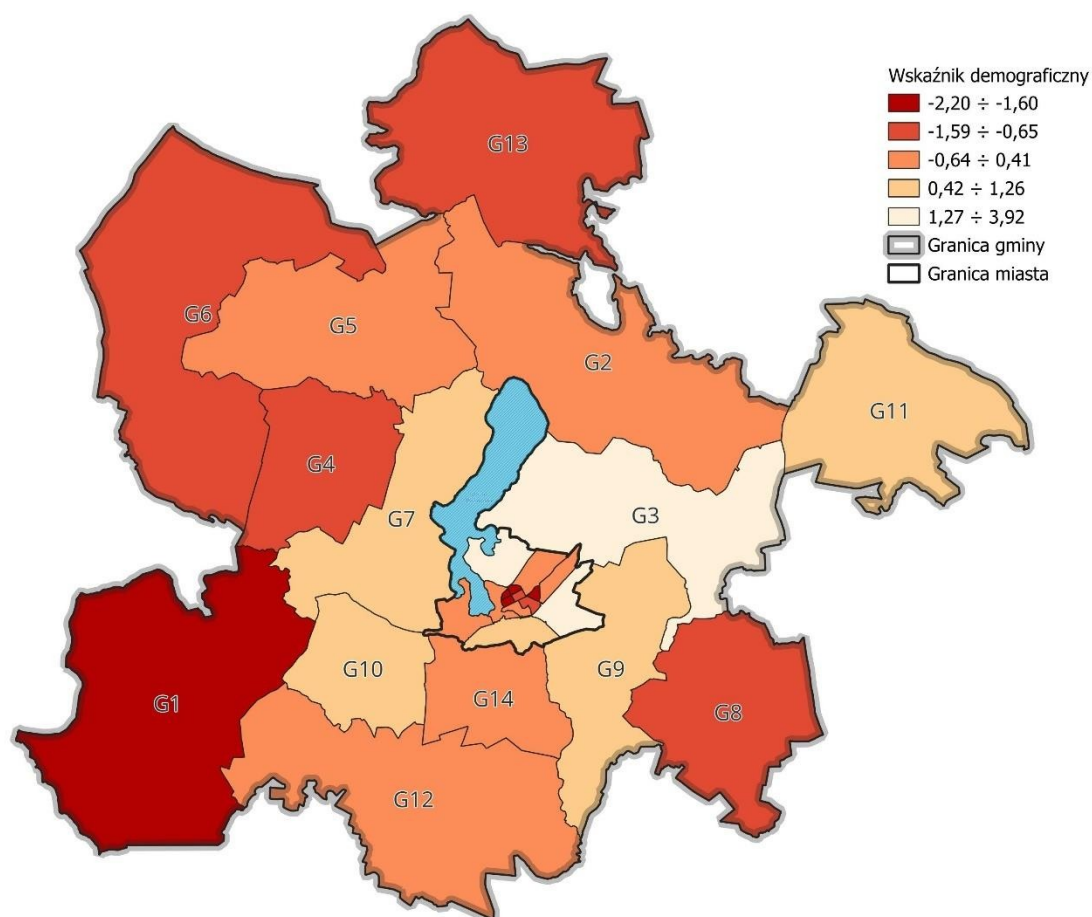 Wskaźnik demograficzny
-2,20 ÷ -1,60
-1,59 ÷ -0,65
-0,64 ÷ 0,41
0,42 ÷ 1,26
1,27 ÷ 3,92
Granica gminy
Granica miasta
G13
G6
G5
G2
G11
G4
G7
G3
G10
G9
G1
G14
G8
G12